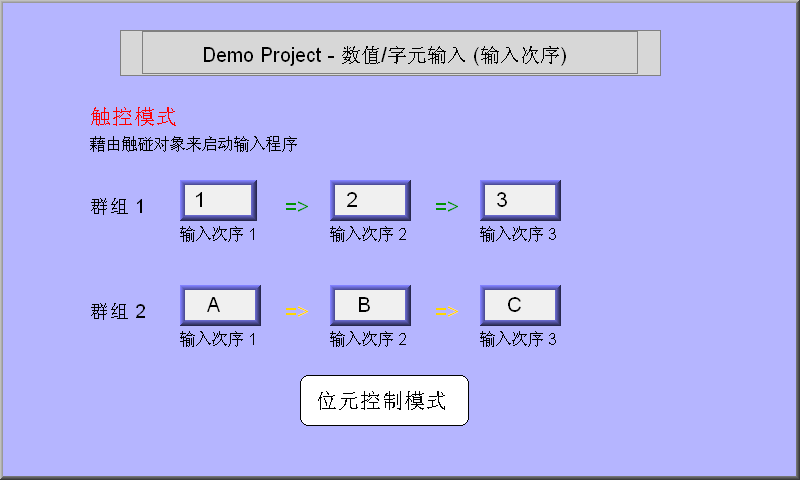 Demo Project - 数值/字元输入 (输入次序)
触控模式
藉由触碰对象来启动输入程序
群组 1 1 => 2 => 3
输入次序 1 输入次序 2 输入次序 3
群组 2 A => B => C
输入次序 1 输入次序 2 输入次序 3
位元控制模式